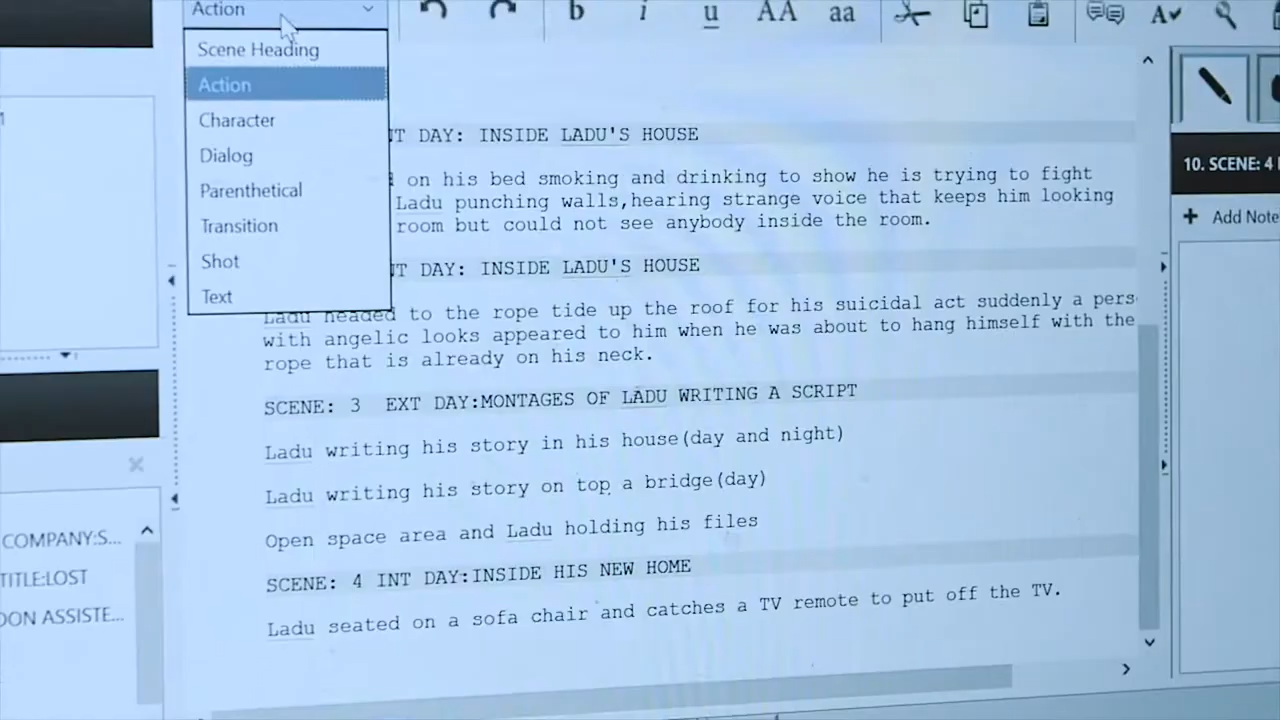 Action
b i u AA aa
Scene Heading
Action
Character
Dialog
Parenthetical
Transition
Shot
Text
NT DAY: INSIDE LADU'S HOUSE
on his bed smoking and drinking to show he is trying to fight
Ladu punching walls,hearing strange voice that keeps him looking
room but could not see anybody inside the room.
NT DAY: INSIDE LADU'S HOUSE
Ladu headed to the rope tide up the roof for his suicidal act suddenly a pers
with angelic looks appeared to him when he was about to hang himself with the
rope that is already on his neck.
SCENE: 3 EXT DAY:MONTAGES OF LADU WRITING A SCRIPT
Ladu writing his story in his house(day and night)
Ladu writing his story on top a bridge(day)
Open space area and Ladu holding his files
SCENE: 4 INT DAY:INSIDE HIS NEW HOME
Ladu seated on a sofa chair and catches a TV remote to put off the TV.
COMPANY:S...
TITLE:LOST
DON ASSISTE...
10. SCENE: 4 I
+ Add Note